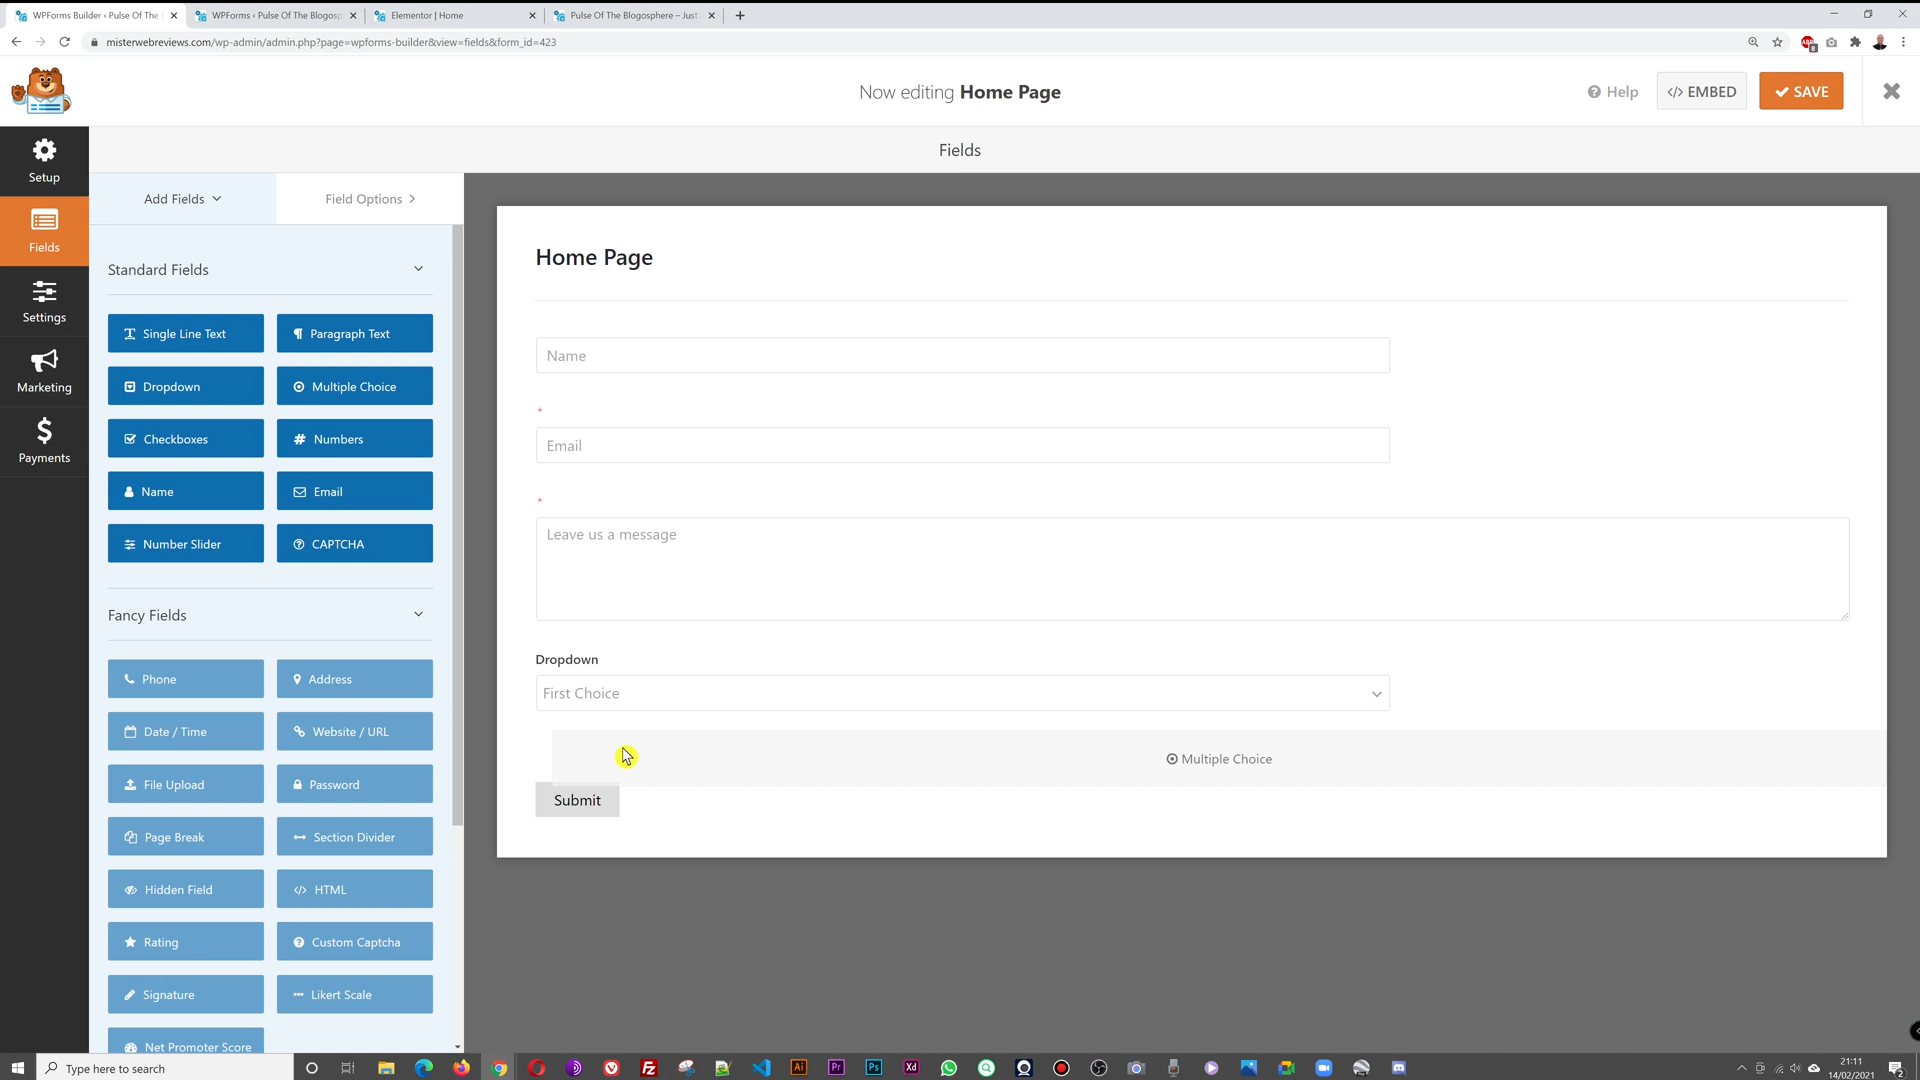 WPForms Builder ‹ Pulse Of The
WPForms ‹ Pulse Of The Blogosp
Elementor | Home
Pulse Of The Blogosphere – Just
misterwebreviews.com/wp-admin/admin.php?page=wpforms-builder&view=fields&form_id=423
Now editing Home Page
Help
</> EMBED
SAVE
Setup
Fields
Settings
Marketing
Payments
Fields
Add Fields
Field Options
Standard Fields
Single Line Text
Paragraph Text
Dropdown
Multiple Choice
Checkboxes
Numbers
Name
Email
Number Slider
CAPTCHA
Fancy Fields
Phone
Address
Date / Time
Website / URL
File Upload
Password
Page Break
Section Divider
Hidden Field
HTML
Rating
Custom Captcha
Signature
Likert Scale
Net Promoter Score
Home Page
Name
*
Email
*
Leave us a message
Dropdown
First Choice
Multiple Choice
Submit
Type here to search
Ai
Pr
Ps
Xd
21:11
14/02/2021